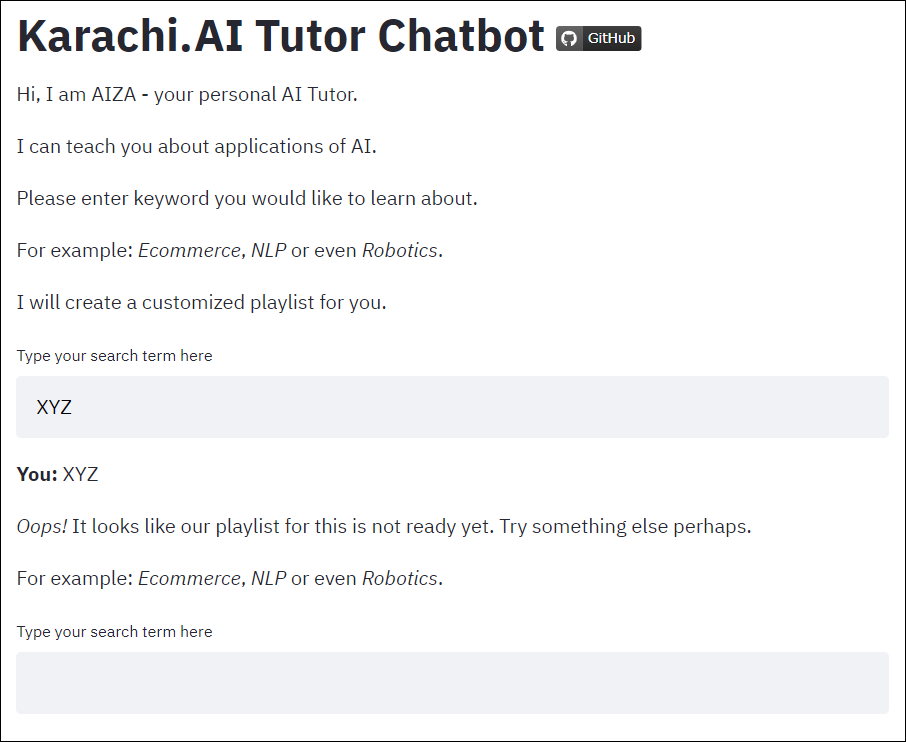 Karachi.AI Tutor Chatbot GitHub
Hi, I am AIZA - your personal AI Tutor.
I can teach you about applications of AI.
Please enter keyword you would like to learn about.
For example: Ecommerce, NLP or even Robotics.
I will create a customized playlist for you.
Type your search term here
XYZ
You: XYZ
Oops! It looks like our playlist for this is not ready yet. Try something else perhaps.
For example: Ecommerce, NLP or even Robotics.
Type your search term here